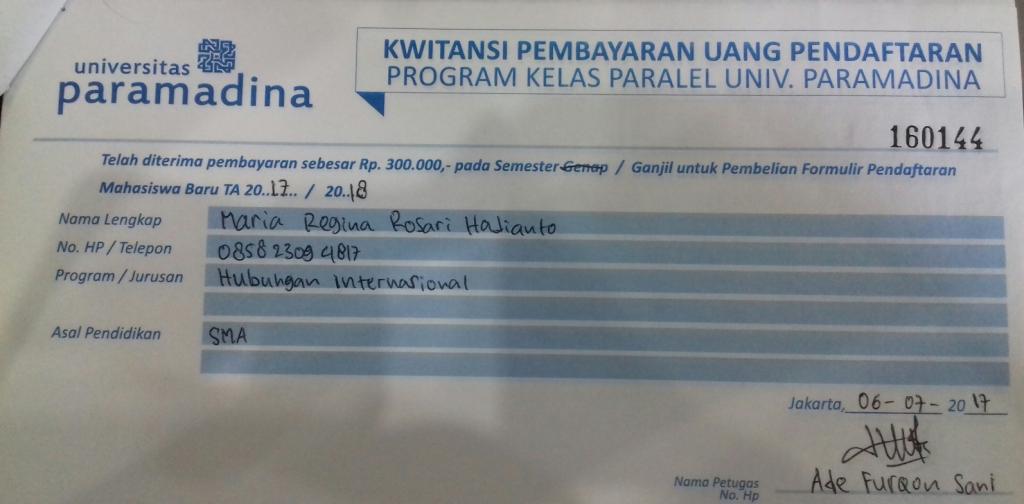 universitas
paramadina
KWITANSI PEMBAYARAN UANG PENDAFTARAN
PROGRAM KELAS PARALEL UNIV. PARAMADINA
160144
Telah diterima pembayaran sebesar Rp. 300.000,- pada Semester Genap / Ganjil untuk Pembelian Formulir Pendaftaran
Mahasiswa Baru TA 20..17.. / 20..18
Nama Lengkap Maria Regina Rosari Hadianto
No. HP / Telepon 0858 2309 4817
Program / Jurusan Hubungan Internasional
Asal Pendidikan SMA
Jakarta, 06-07-2017
Nama Petugas Ade Furqon Sani
No. Hp